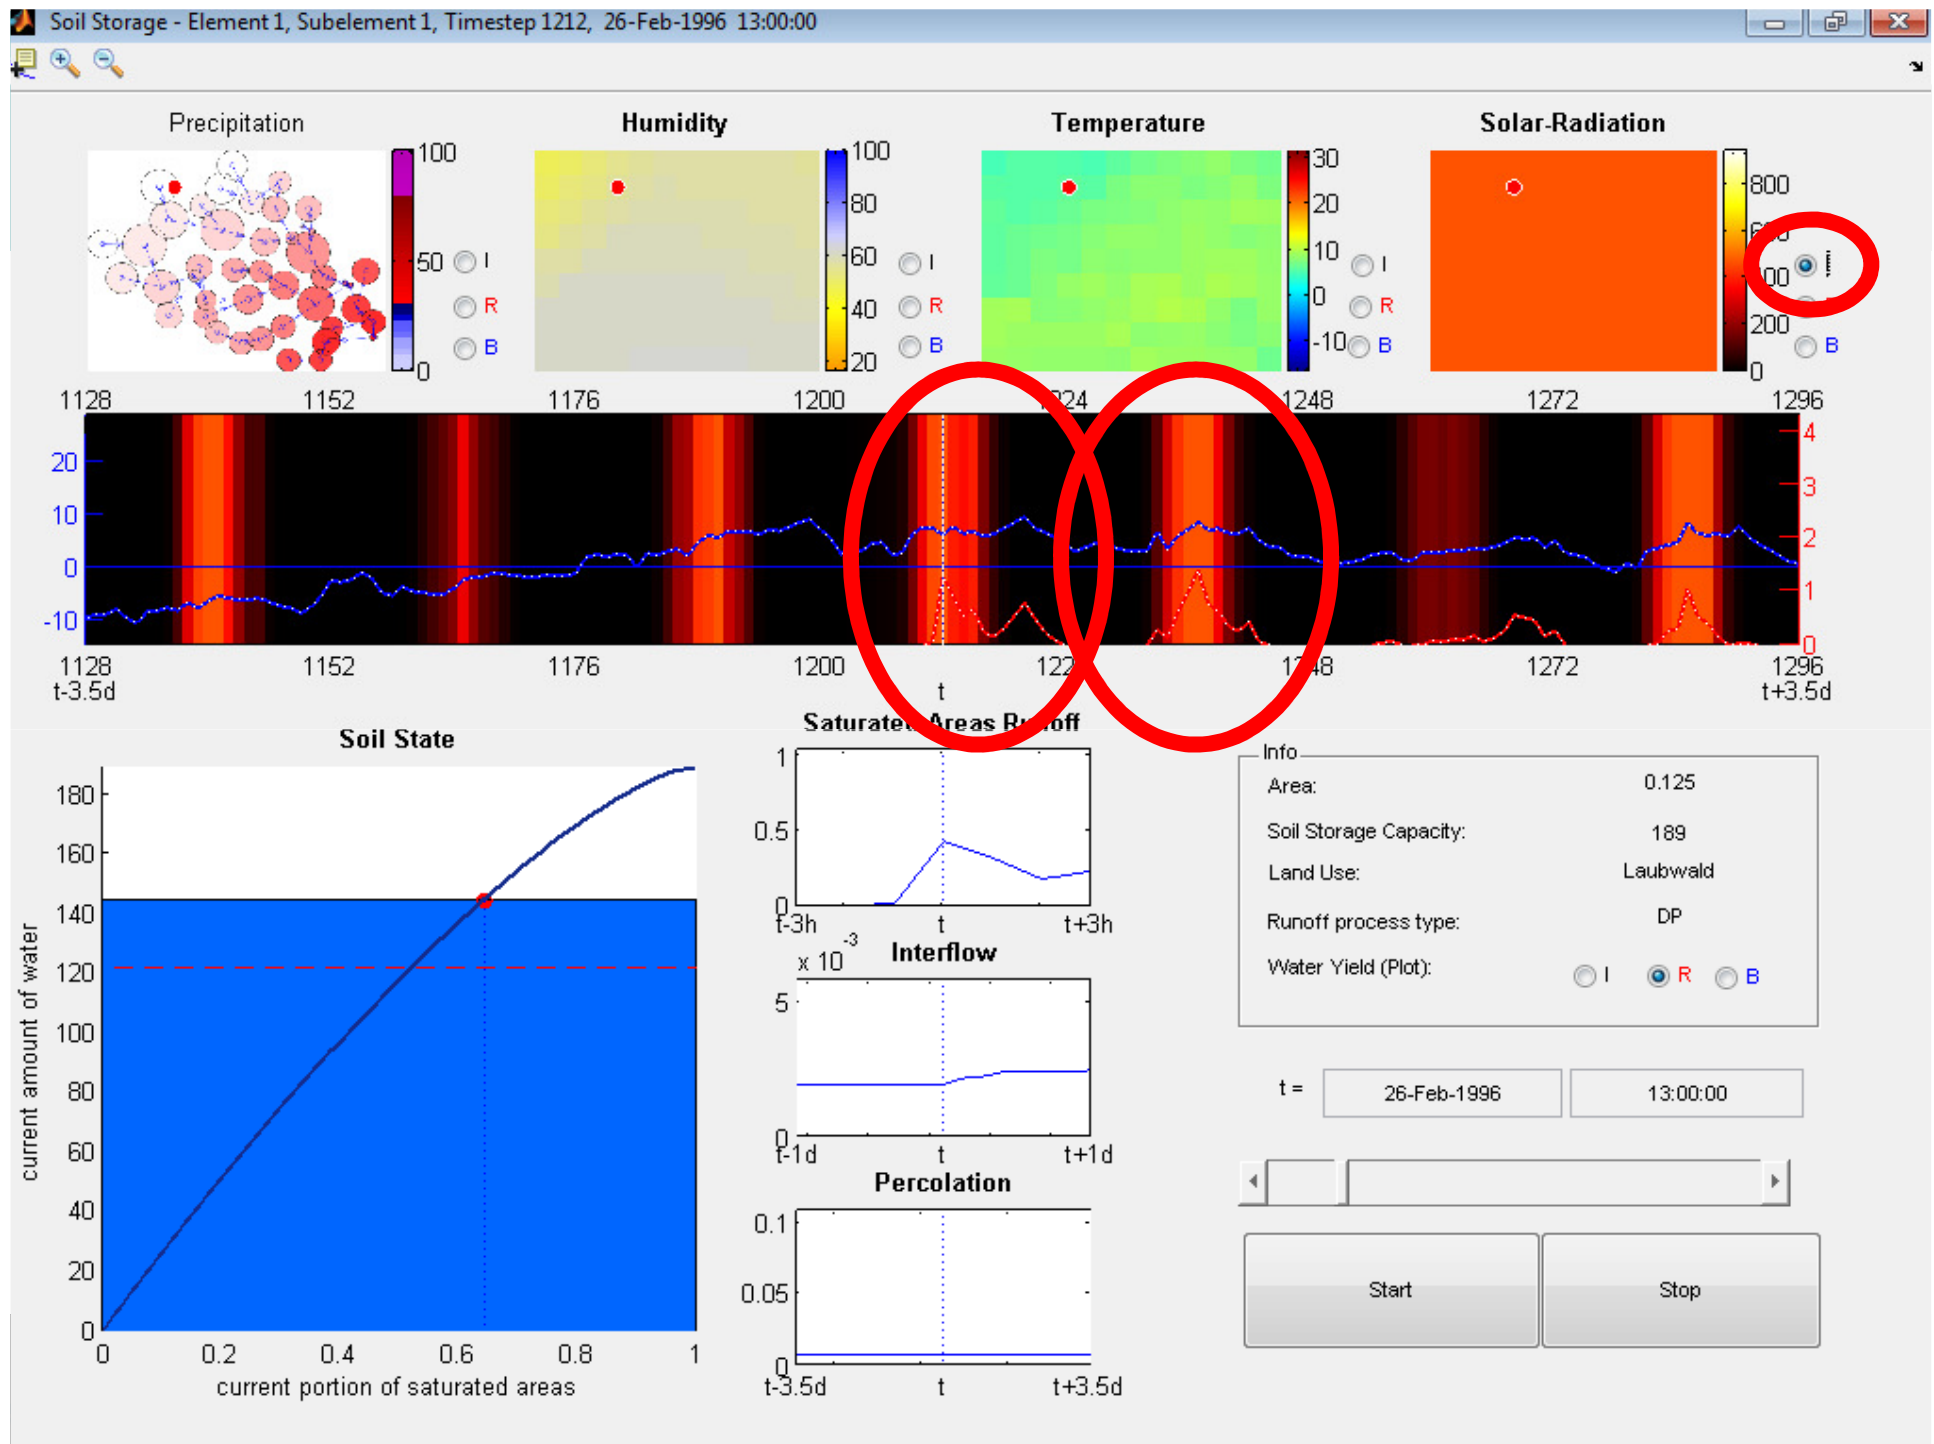 Soil Storage - Element 1, Subelement 1, Timestep 1212, 26-Feb-1996 13:00:00
Precipitation
100
50
0
I
R
B
Humidity
100
80
60
40
20
I
R
B
Temperature
30
20
10
0
-10
I
R
B
Solar-Radiation
800
200
0
I
B
1128 1152 1176 1200 1224 1248 1272 1296
20
10
0
-10
4
3
2
1
0
1128 1152 1176 1200 1248 1272 1296
t-3.5d t t+3.5d
Soil State
180
160
140
120
100
80
60
40
20
0
current amount of water
0 0.2 0.4 0.6 0.8 1
current portion of saturated areas
Saturated Areas Runoff
1
0.5
0
t-3h t t+3h
x 10 -3
Interflow
5
0
t-1d t t+1d
Percolation
0.1
0.05
0
t-3.5d t t+3.5d
Info
Area: 0.125
Soil Storage Capacity: 189
Land Use: Laubwald
Runoff process type: DP
Water Yield (Plot): I R B
t = 26-Feb-1996 13:00:00
Start Stop